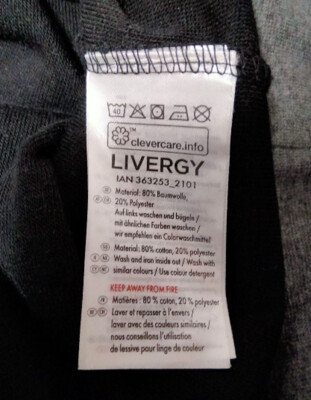 40
clevercare.info
LIVERGY
IAN 363253_2101
Material: 80% Baumwolle,
20% Polyester
Auf links waschen und bügeln /
mit ähnlichen Farben waschen /
wir empfehlen ein Colorwaschmittel
Material: 80% cotton, 20% polyester
Wash and iron inside out / Wash with
similar colours / Use colour detergent
KEEP AWAY FROM FIRE
Matières : 80 % coton, 20 % polyester
Laver et repasser à l'envers /
laver avec des couleurs similaires /
nous conseillons l'utilisation
de lessive pour linge de couleur